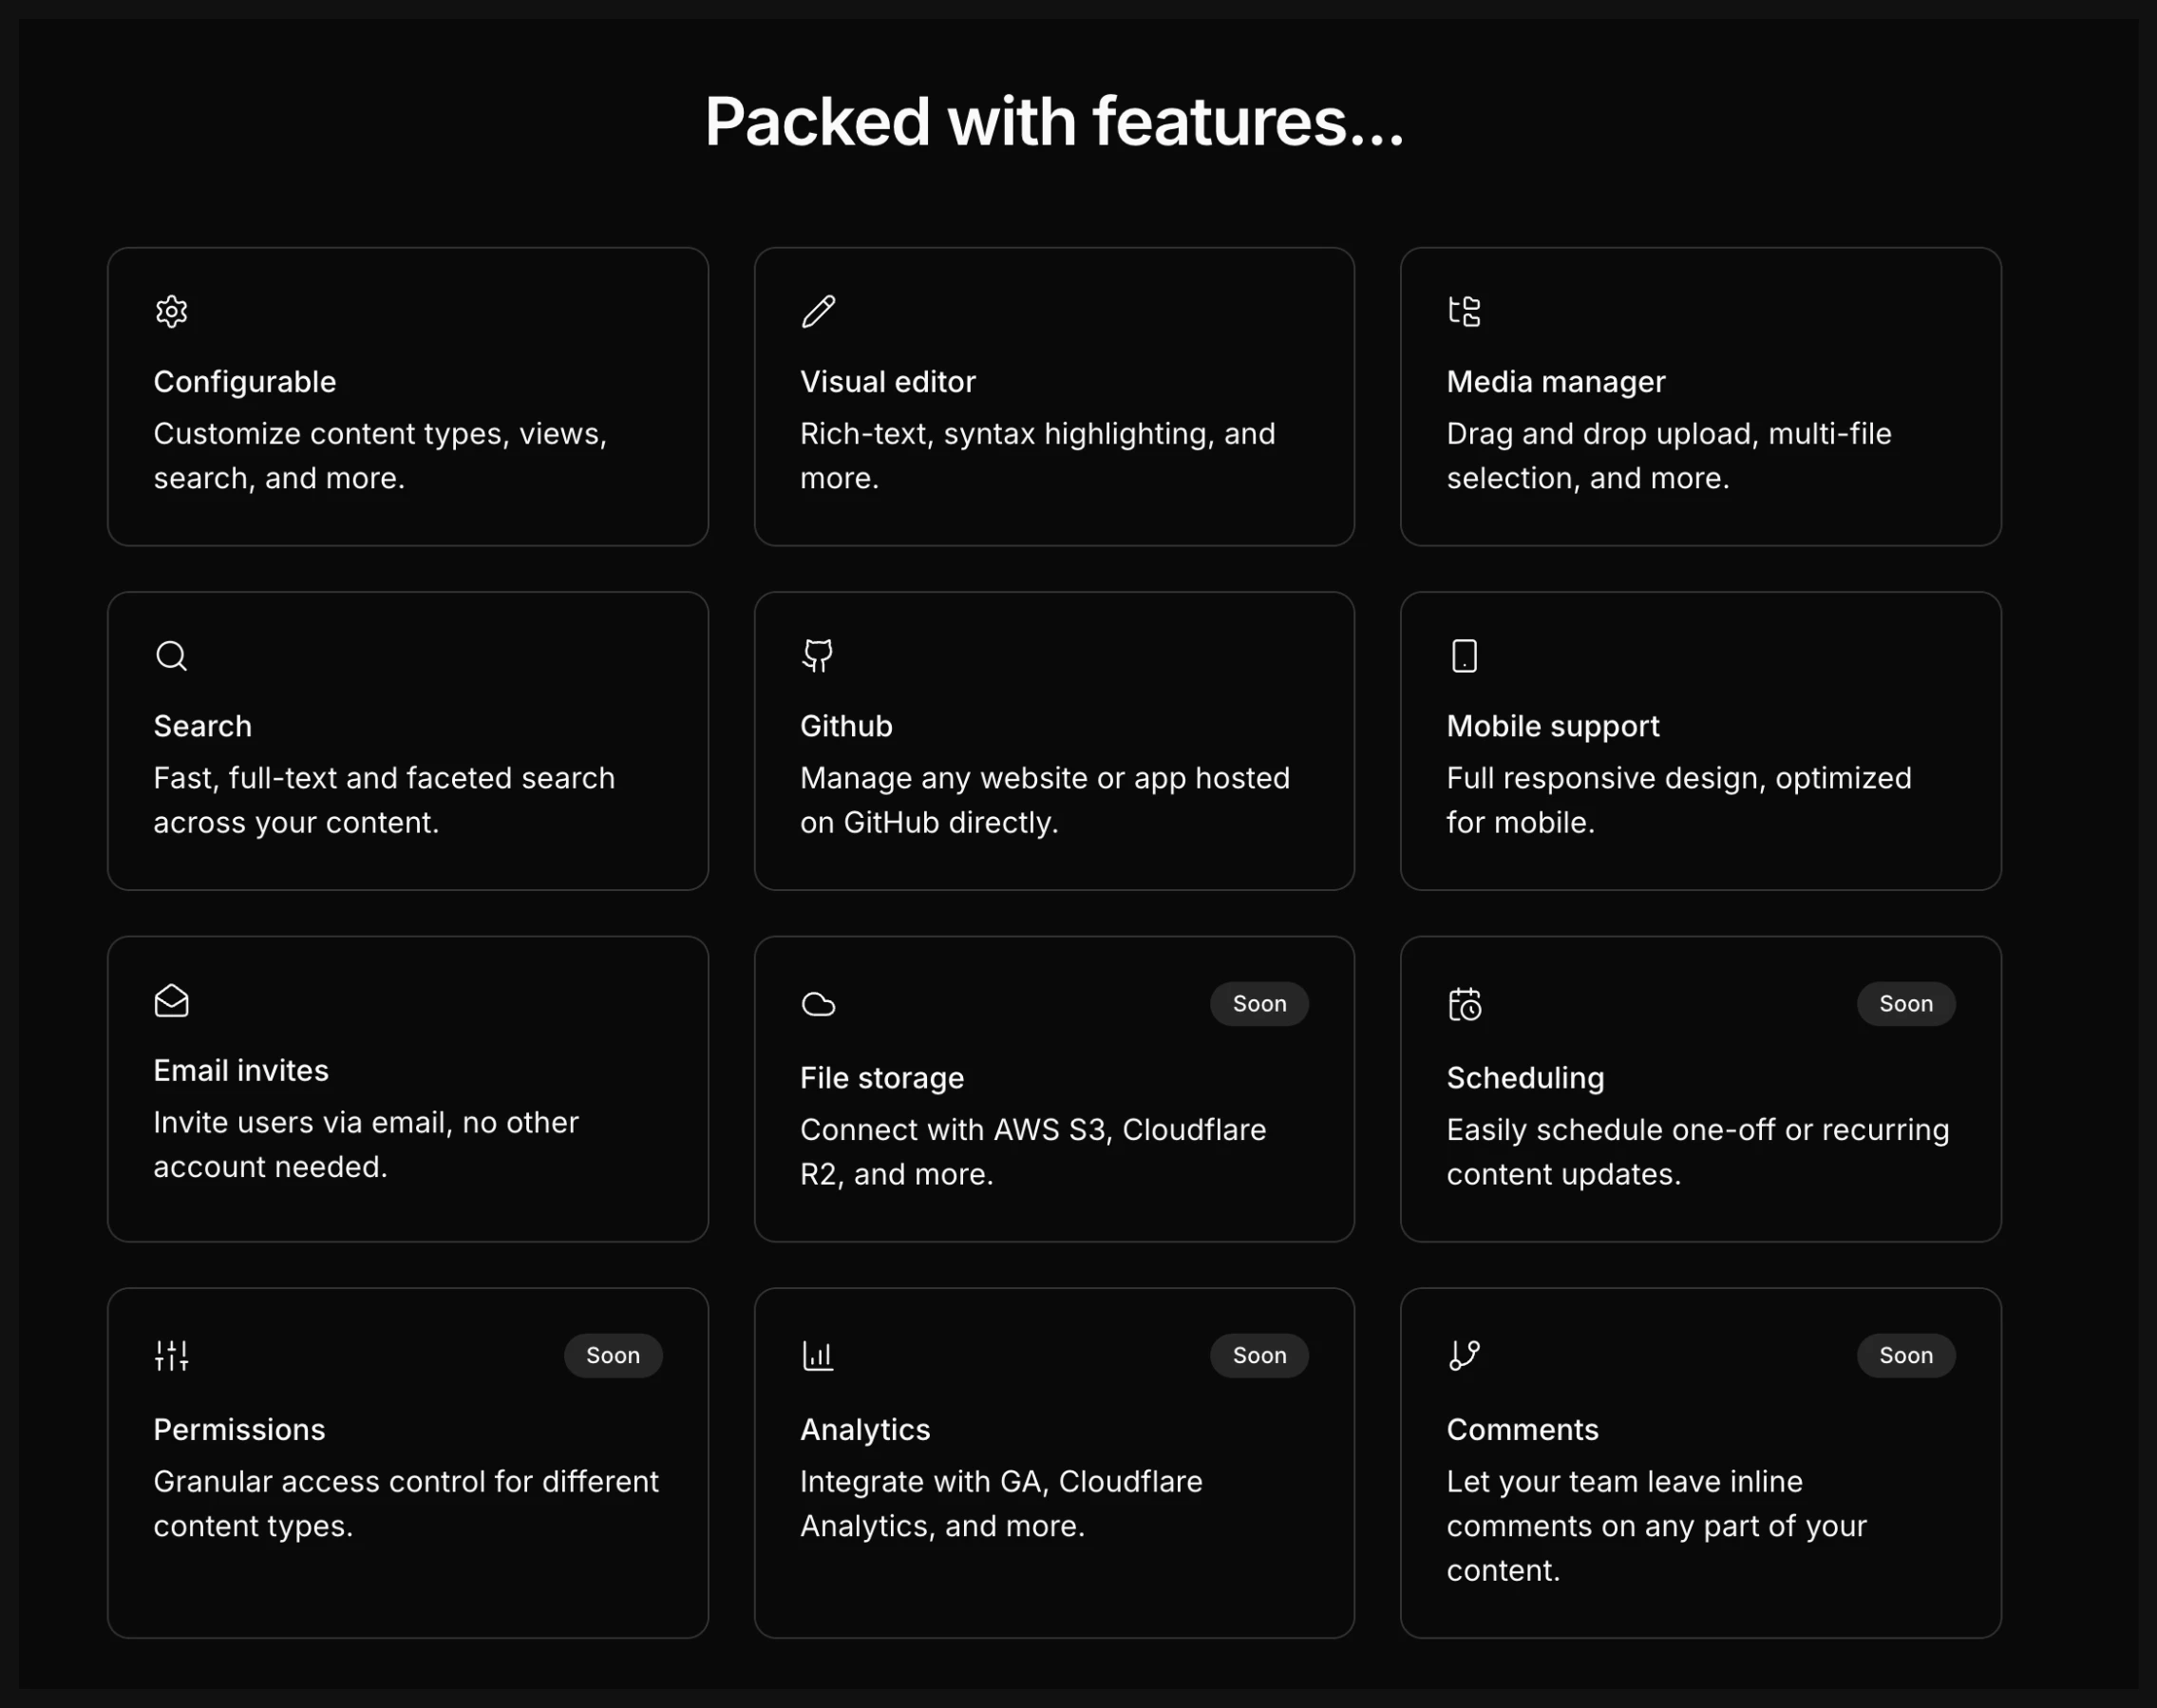 Packed with features...
Configurable
Customize content types, views,
search, and more.
Visual editor
Rich-text, syntax highlighting, and
more.
Media manager
Drag and drop upload, multi-file
selection, and more.
Search
Fast, full-text and faceted search
across your content.
Github
Manage any website or app hosted
on GitHub directly.
Mobile support
Full responsive design, optimized
for mobile.
Email invites
Invite users via email, no other
account needed.
Soon
File storage
Connect with AWS S3, Cloudflare
R2, and more.
Soon
Scheduling
Easily schedule one-off or recurring
content updates.
Soon
Permissions
Granular access control for different
content types.
Soon
Analytics
Integrate with GA, Cloudflare
Analytics, and more.
Soon
Comments
Let your team leave inline
comments on any part of your
content.